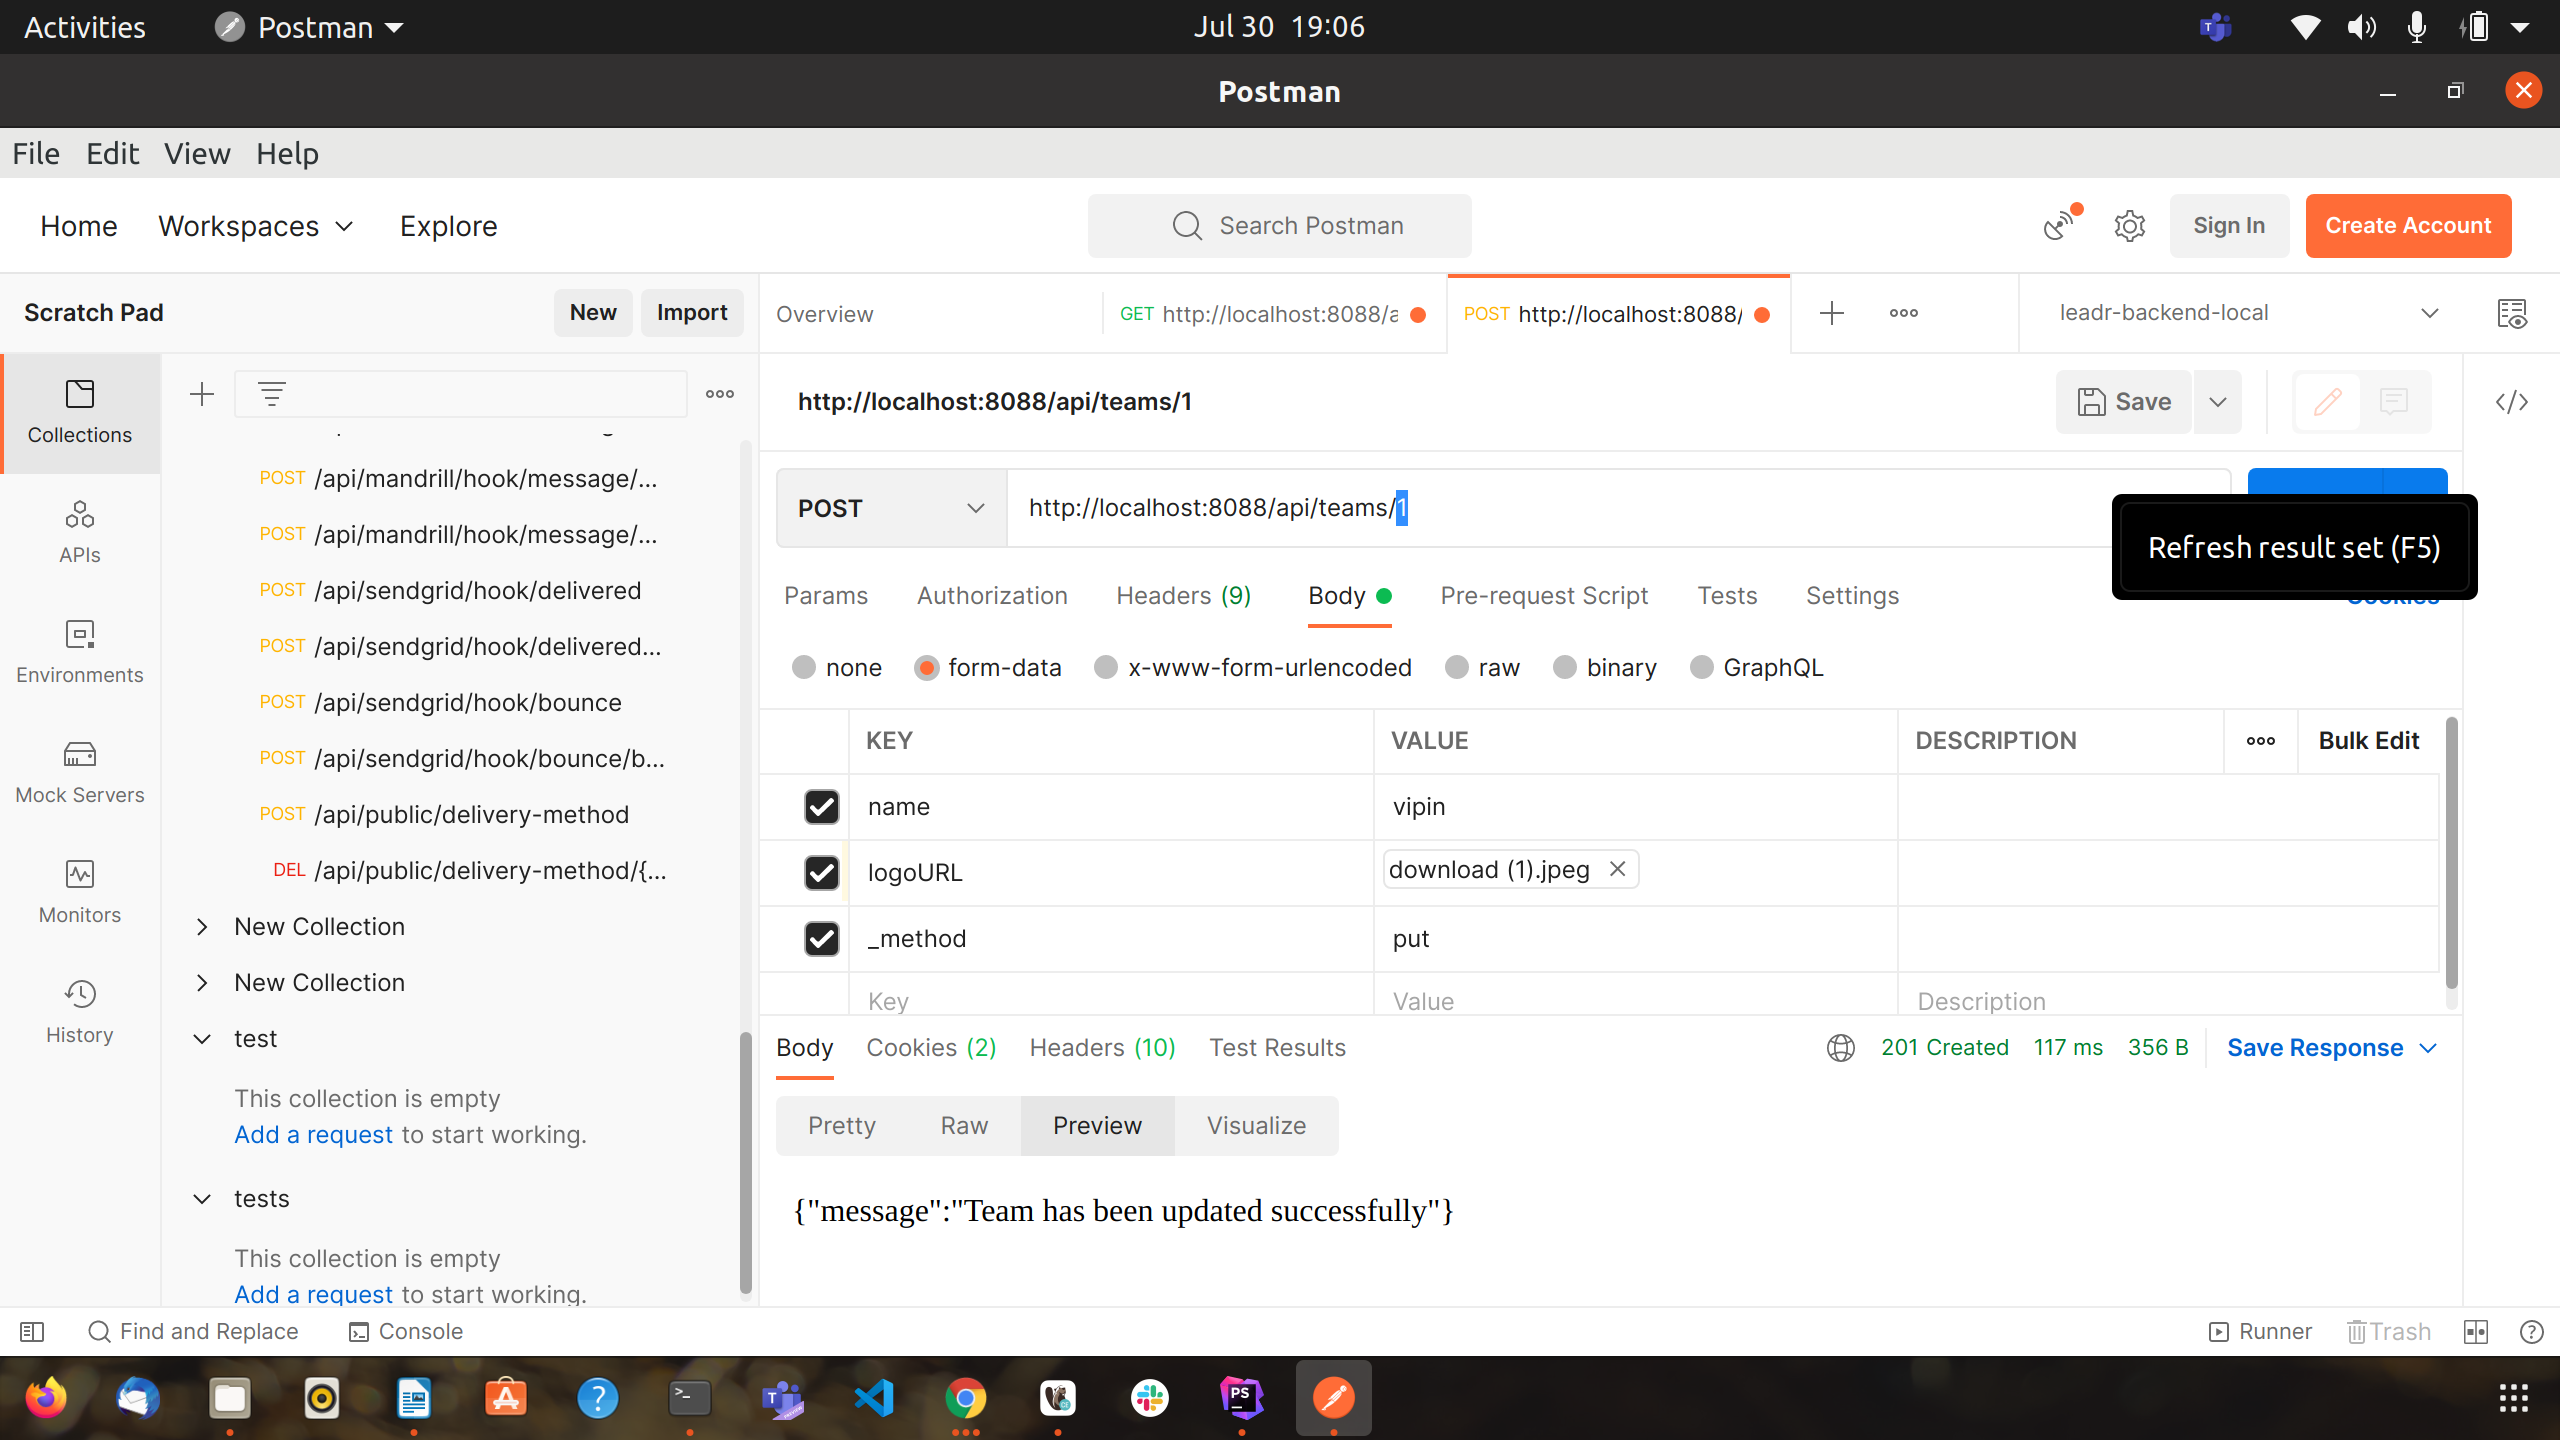 Activities
Postman
Jul 30 19:06
Postman
File Edit View Help
Home Workspaces Explore
Search Postman
Sign In
Create Account
Scratch Pad
New
Import
Overview
GET http://localhost:8088/a
POST http://localhost:8088/
leadr-backend-local
Collections
APIs
Environments
Mock Servers
Monitors
History
POST /api/mandrill/hook/message/...
POST /api/mandrill/hook/message/...
POST /api/sendgrid/hook/delivered
POST /api/sendgrid/hook/delivered...
POST /api/sendgrid/hook/bounce
POST /api/sendgrid/hook/bounce/b...
POST /api/public/delivery-method
DEL /api/public/delivery-method/{...
New Collection
New Collection
test
This collection is empty
Add a request to start working.
tests
This collection is empty
Add a request to start working.
http://localhost:8088/api/teams/1
Save
POST
http://localhost:8088/api/teams/1
Refresh result set (F5)
Params Authorization Headers (9) Body Pre-request Script Tests Settings
Cookies
none form-data x-www-form-urlencoded raw binary GraphQL
KEY VALUE DESCRIPTION Bulk Edit
name vipin
logoURL download (1).jpeg
_method put
Key Value Description
Body Cookies (2) Headers (10) Test Results
201 Created 117 ms 356 B Save Response
Pretty Raw Preview Visualize
{"message":"Team has been updated successfully"}
Find and Replace Console
Runner Trash